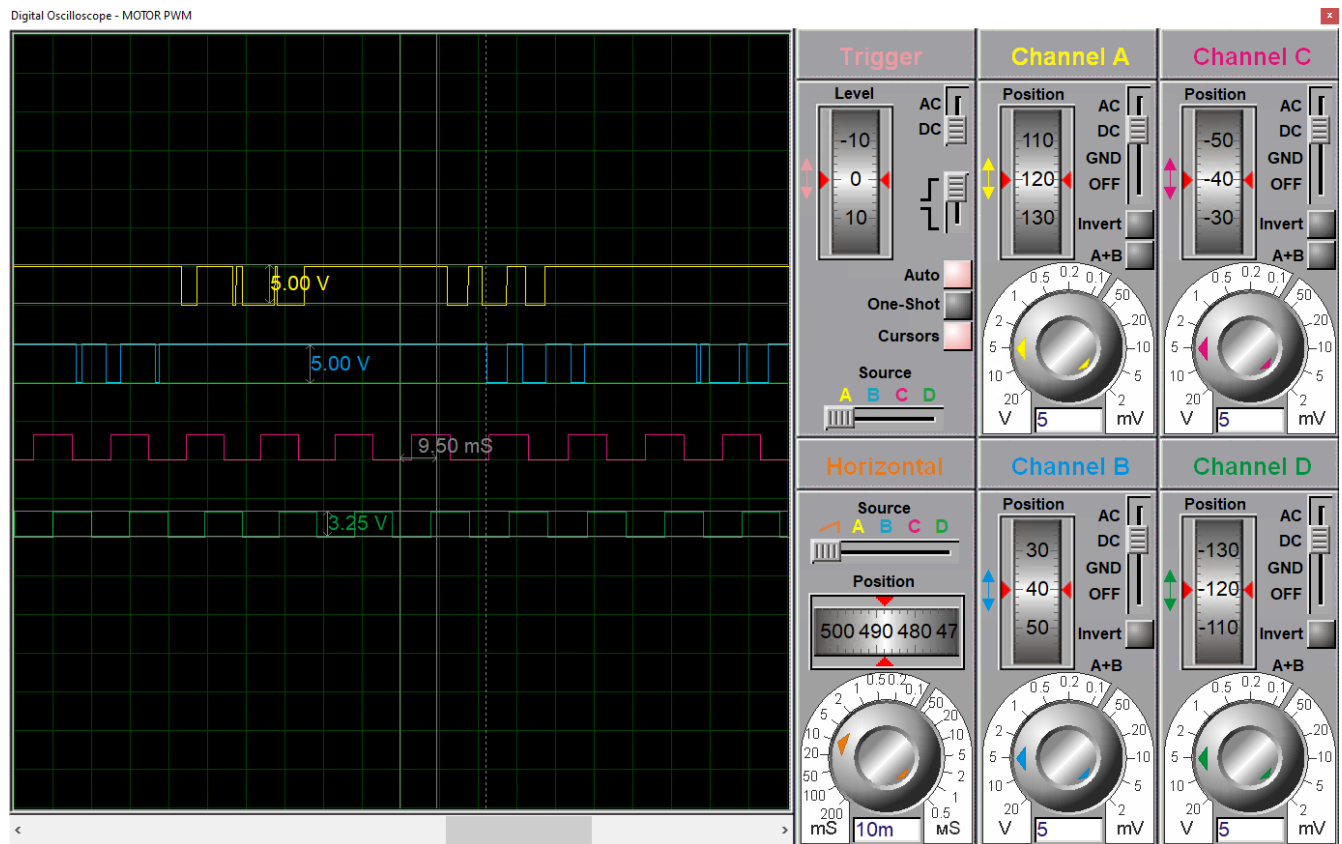 Digital Oscilloscope - MOTOR PWM
x
5.00 V
5.00 V
9.50 mS
3.25 V
Trigger
Level
-10
0
10
AC
DC
Auto
One-Shot
Cursors
Source
A B C D
Channel A
Position
110
120
130
AC
DC
GND
OFF
Invert
A+B
20
10
5
2
1
0.5
0.2
0.1
50
20
10
5
2
V
5
mV
Channel C
Position
-50
-40
-30
AC
DC
GND
OFF
Invert
A+B
20
10
5
2
1
0.5
0.2
0.1
50
20
10
5
2
V
5
mV
Horizontal
Source
A B C D
Position
500 490 480 47
200
100
50
20
10
5
2
1
0.5
0.2
0.1
50
20
10
5
2
1
0.5
mS
10m
мS
Channel B
Position
30
40
50
AC
DC
GND
OFF
Invert
A+B
20
10
5
2
1
0.5
0.2
0.1
50
20
10
5
2
V
5
mV
Channel D
Position
-130
-120
-110
AC
DC
GND
OFF
Invert
A+B
20
10
5
2
1
0.5
0.2
0.1
50
20
10
5
2
V
5
mV